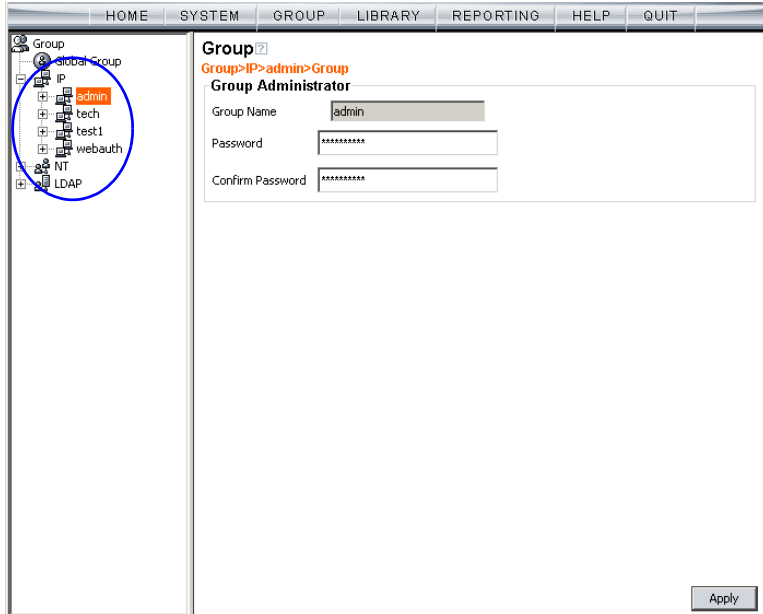 HOME SYSTEM GROUP LIBRARY REPORTING HELP QUIT
Group
Global Group
IP
admin
tech
test1
webauth
NT
LDAP
Group?
Group>IP>admin>Group
Group Administrator
Group Name admin
Password **********
Confirm Password **********
Apply